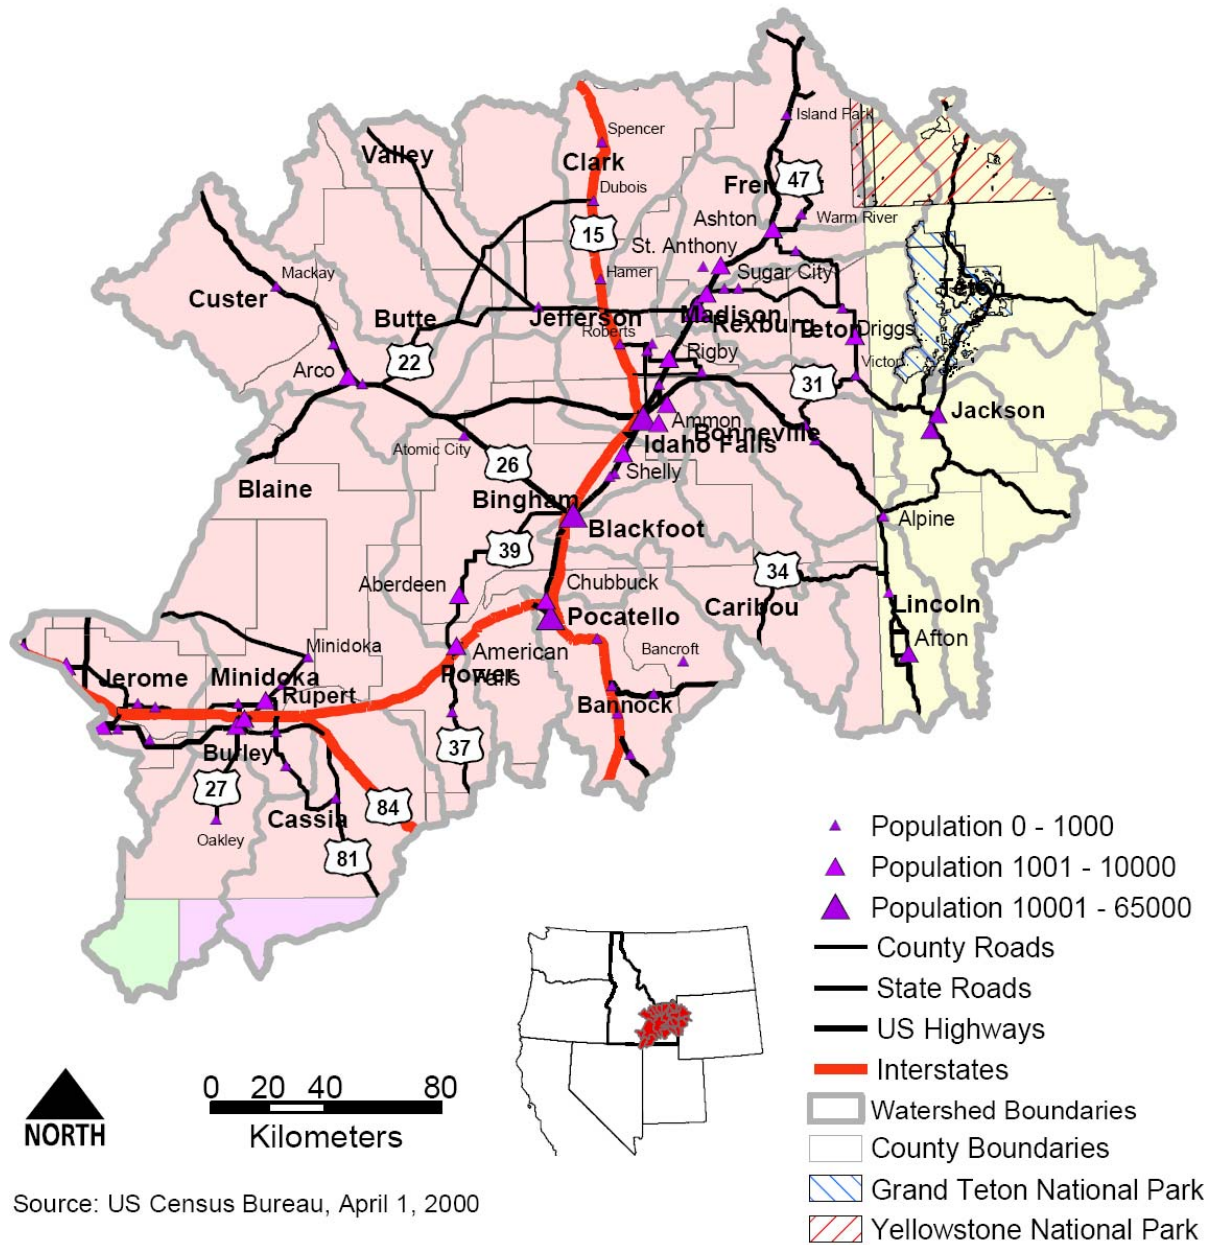 Island Park
Spencer
Valley
Clark
Fre
47
Dubois
Ashton
Warm River
15
St. Anthony
Mackay
Hamer
Sugar City
Custer
Teton
Butte
Jefferson
Madison
Rexburg
Teton
Driggs
Roberts
22
Rigby
Victor
Arco
31
Jackson
Ammon
Bonneville
Atomic City
Idaho Falls
26
Shelly
Blaine
Bingham
Blackfoot
Alpine
39
34
Aberdeen
Chubbuck
Caribou
Lincoln
Pocatello
Afton
Minidoka
American
Falls
Bancroft
Jerome
Minidoka
Power
Rupert
Bannock
Burley
37
27
84
Cassia
Oakley
81
Population 0 - 1000
Population 1001 - 10000
Population 10001 - 65000
County Roads
State Roads
US Highways
Interstates
Watershed Boundaries
County Boundaries
Grand Teton National Park
Yellowstone National Park
NORTH
0 20 40 80
Kilometers
Source: US Census Bureau, April 1, 2000